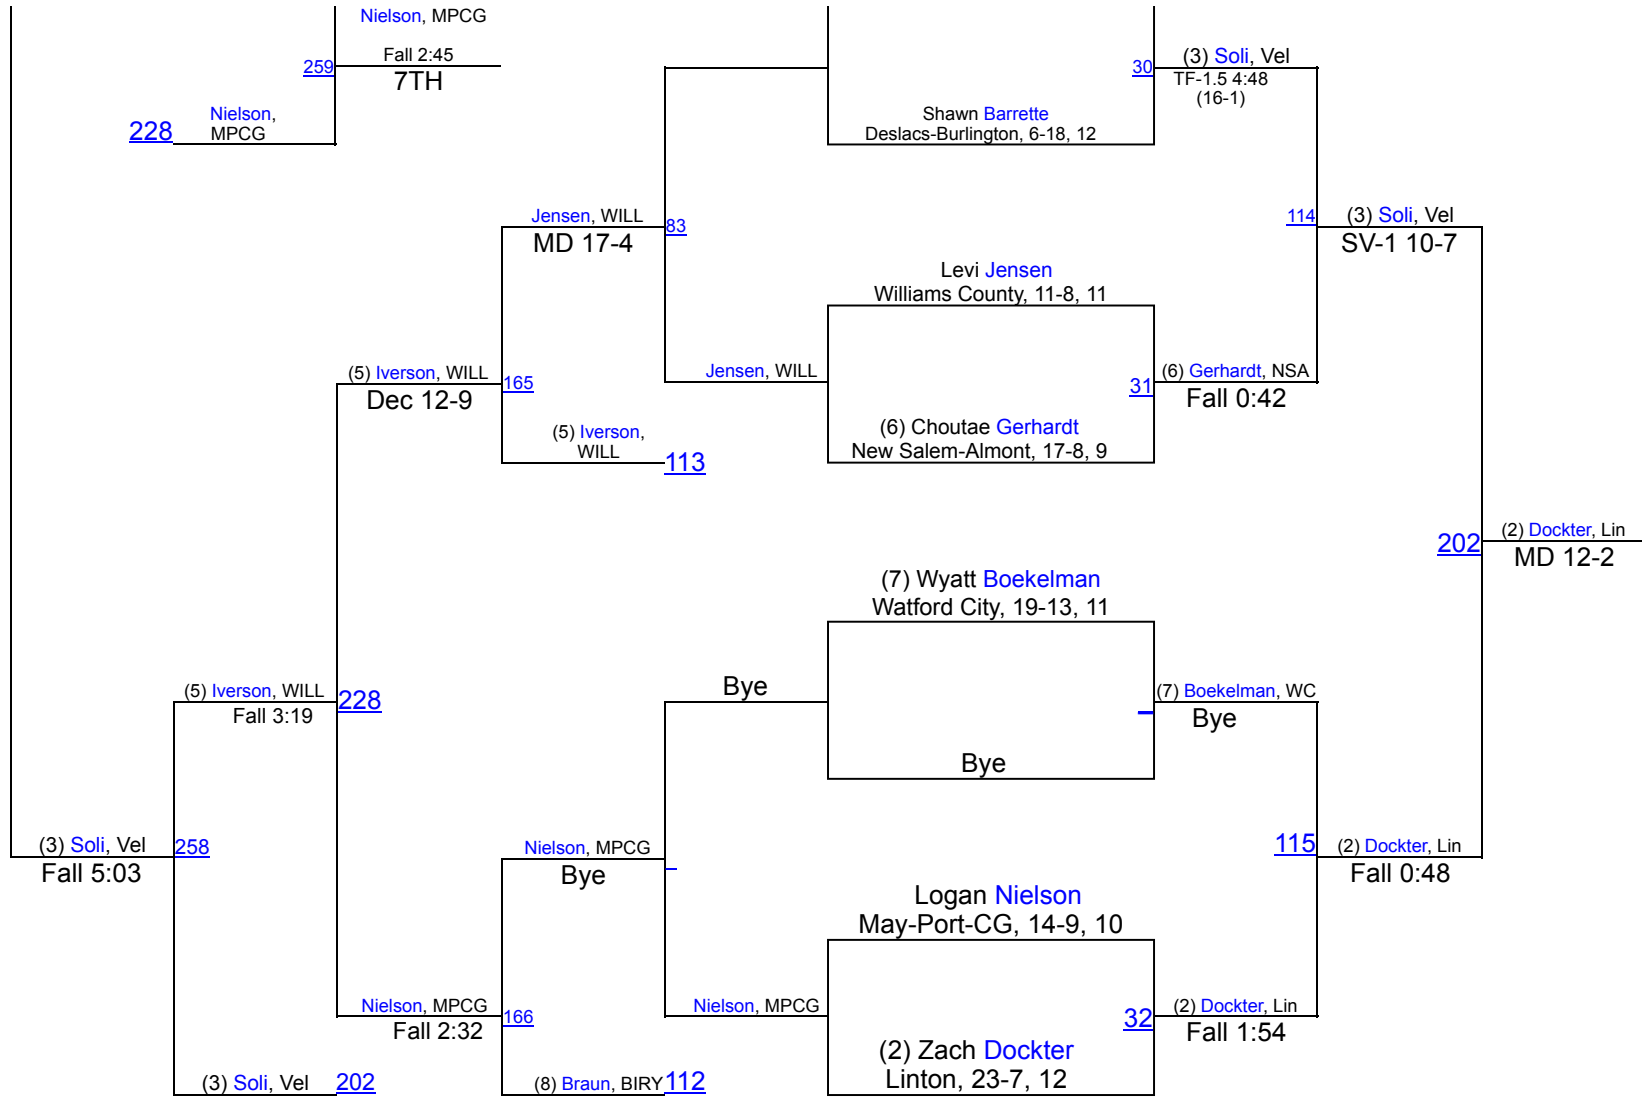 Nielson, MPCG
259
Fall 2:45
7TH
228
Nielson,
MPCG
30
(3) Soli, Vel
TF-1.5 4:48
(16-1)
Shawn Barrette
Deslacs-Burlington, 6-18, 12
Jensen, WILL
83
MD 17-4
114
(3) Soli, Vel
SV-1 10-7
Levi Jensen
Williams County, 11-8, 11
(5) Iverson, WILL
165
Dec 12-9
Jensen, WILL
31
(6) Gerhardt, NSA
Fall 0:42
(5) Iverson,
WILL
113
(6) Choutae Gerhardt
New Salem-Almont, 17-8, 9
202
(2) Dockter, Lin
MD 12-2
(7) Wyatt Boekelman
Watford City, 19-13, 11
(5) Iverson, WILL
228
Fall 3:19
Bye
(7) Boekelman, WC
Bye
Bye
(3) Soli, Vel
258
Fall 5:03
Nielson, MPCG
Bye
115
(2) Dockter, Lin
Fall 0:48
Logan Nielson
May-Port-CG, 14-9, 10
Nielson, MPCG
166
Fall 2:32
Nielson, MPCG
32
(2) Dockter, Lin
Fall 1:54
(2) Zach Dockter
Linton, 23-7, 12
(3) Soli, Vel
202
(8) Braun, BIRY
112